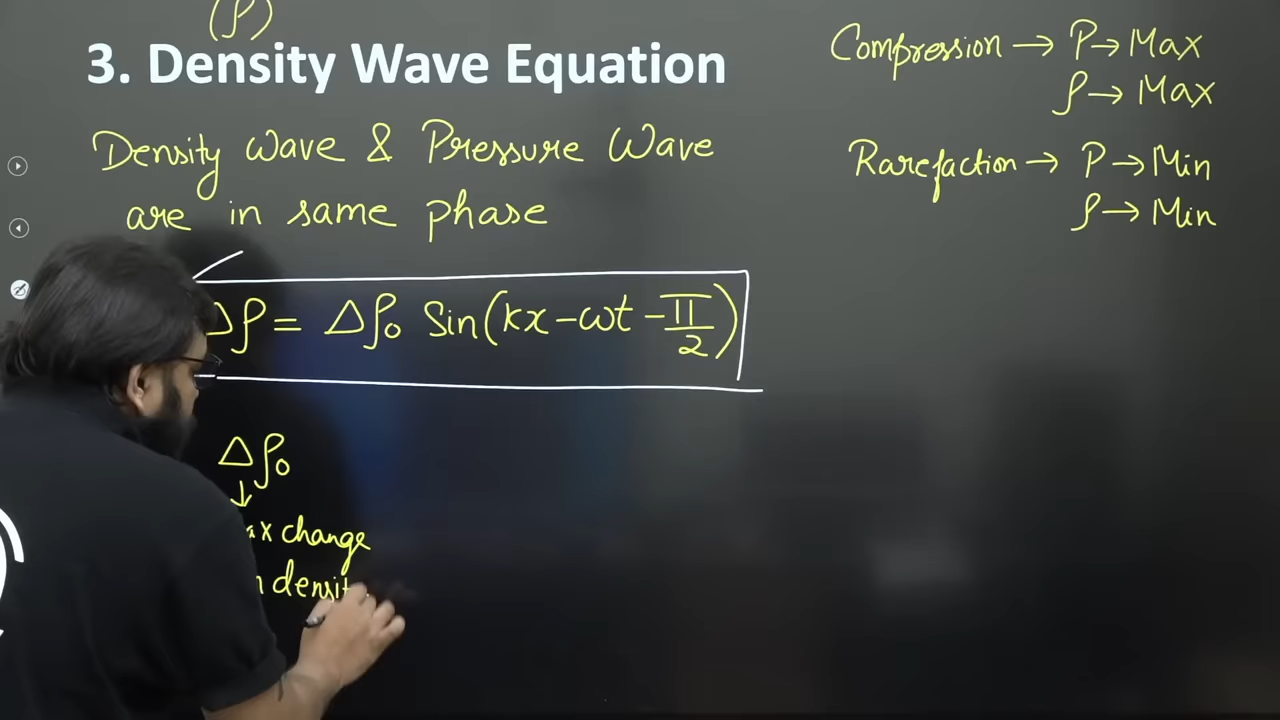 (ρ)
3. Density Wave Equation
Density wave & Pressure Wave
are in same phase
Δρ = Δρ₀ Sin(kx-ωt-π/2)
Δρ₀
↓
change
densit
Compression → P→ Max
ρ→ Max
Rarefaction → P→Min
ρ→Min